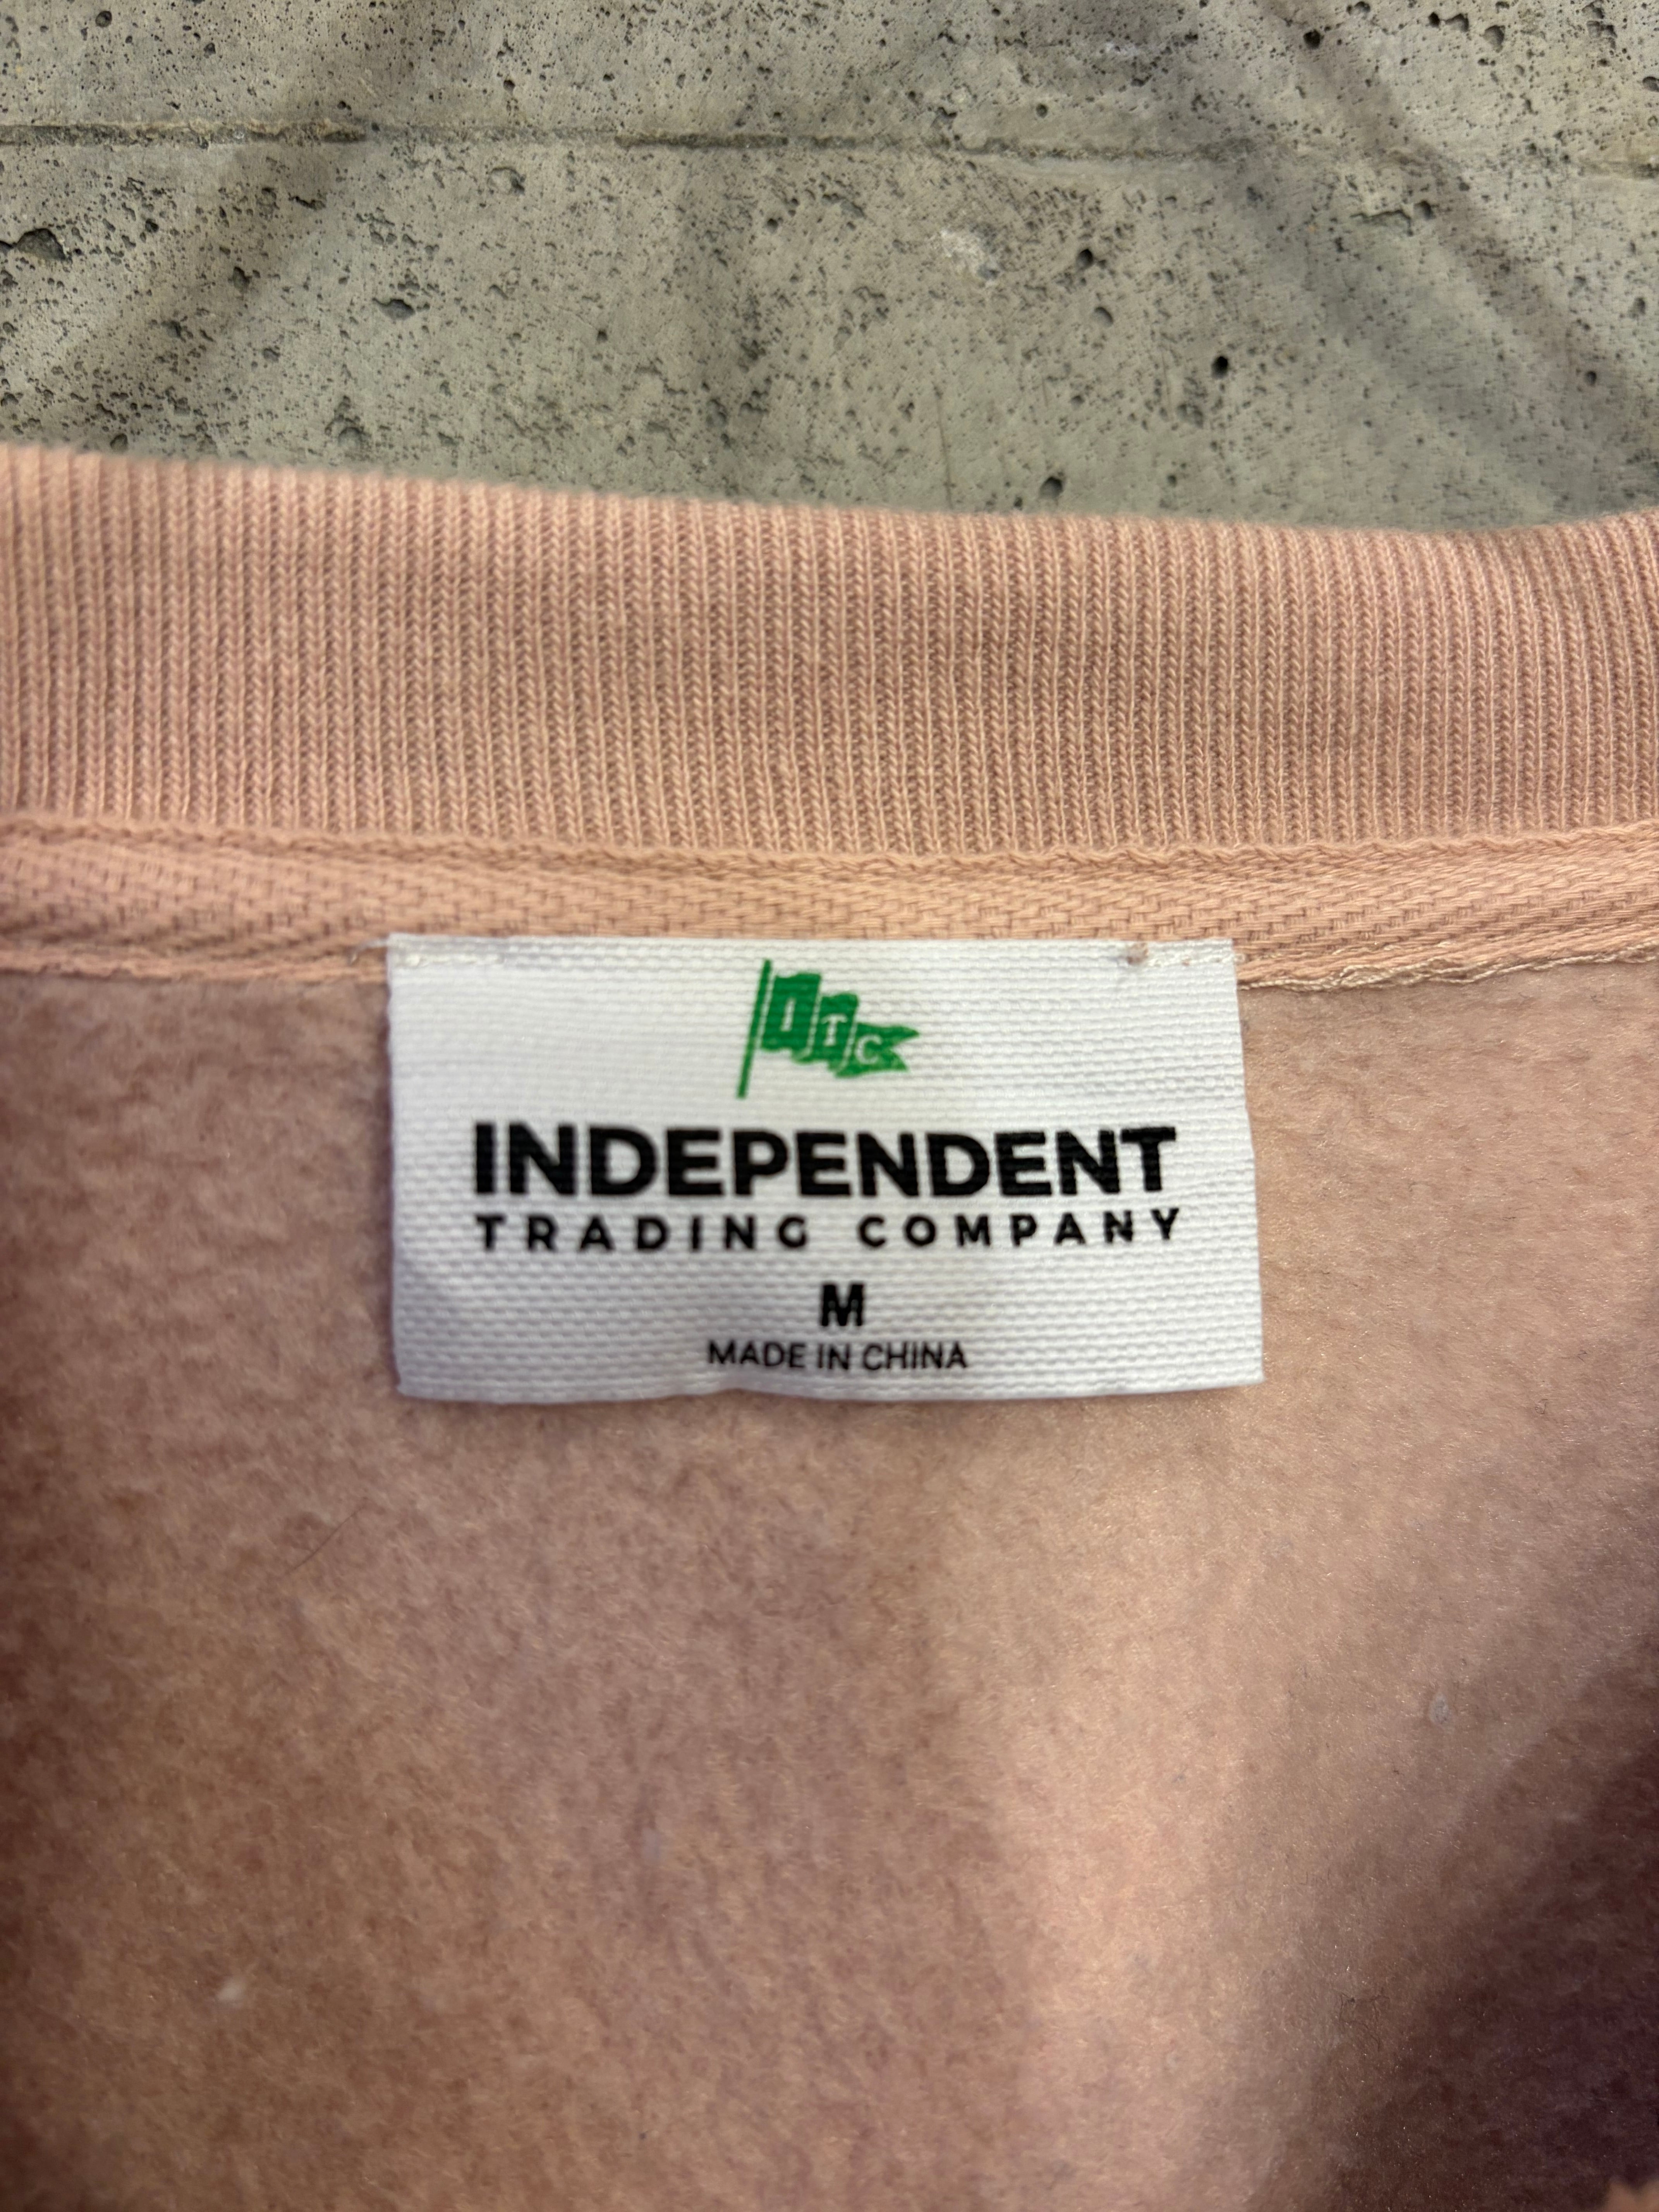 ITC
INDEPENDENT
TRADING COMPANY
M
MADE IN CHINA